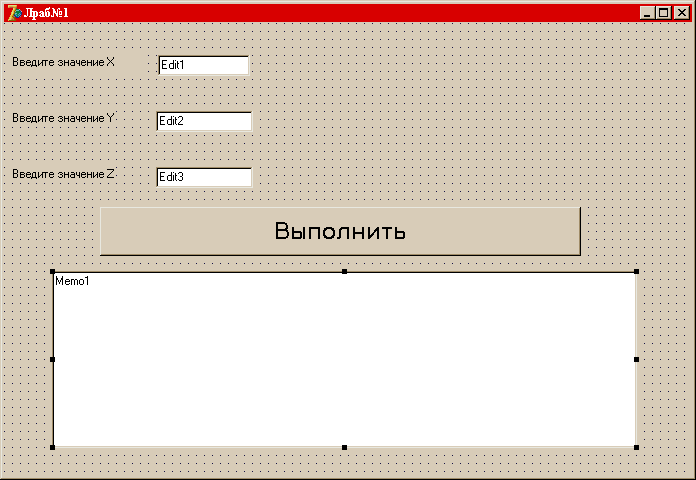 Лраб№1
Введите значение X
Edit1
Введите значение Y
Edit2
Введите значение Z
Edit3
Выполнить
Memo1